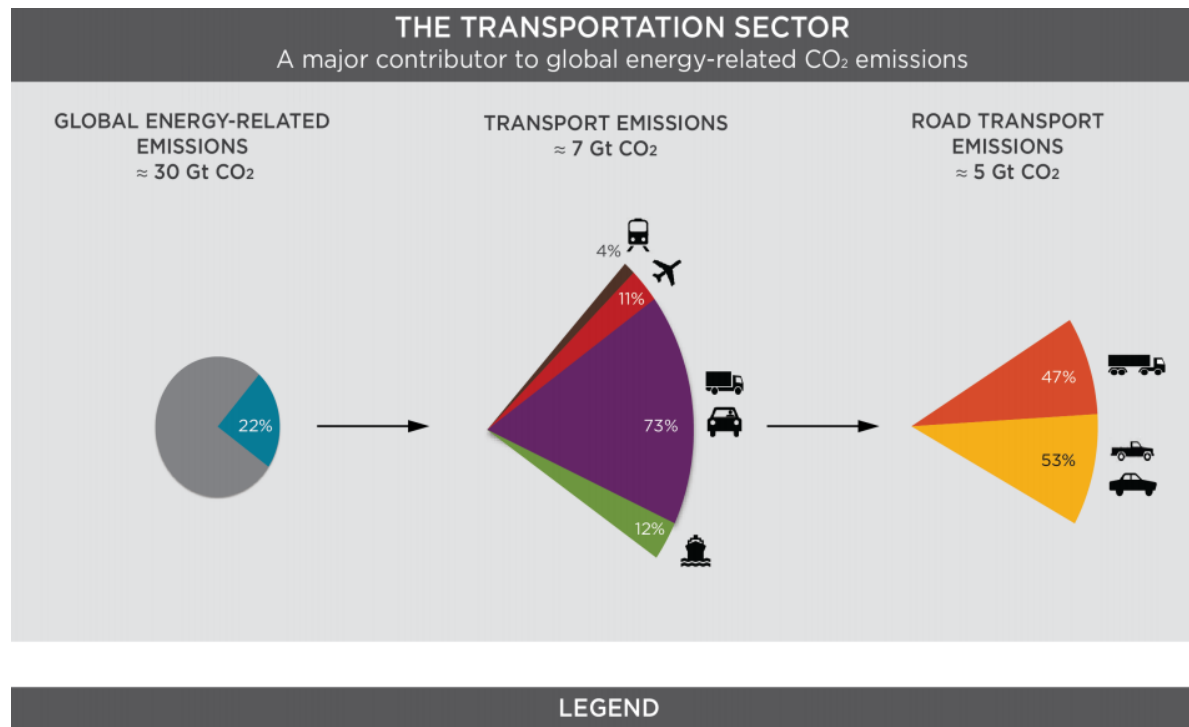 THE TRANSPORTATION SECTOR
A major contributor to global energy-related CO₂ emissions
GLOBAL ENERGY-RELATED
EMISSIONS
≈ 30 Gt CO₂
22%
TRANSPORT EMISSIONS
≈ 7 Gt CO₂
4%
11%
73%
12%
ROAD TRANSPORT
EMISSIONS
≈ 5 Gt CO₂
47%
53%
LEGEND